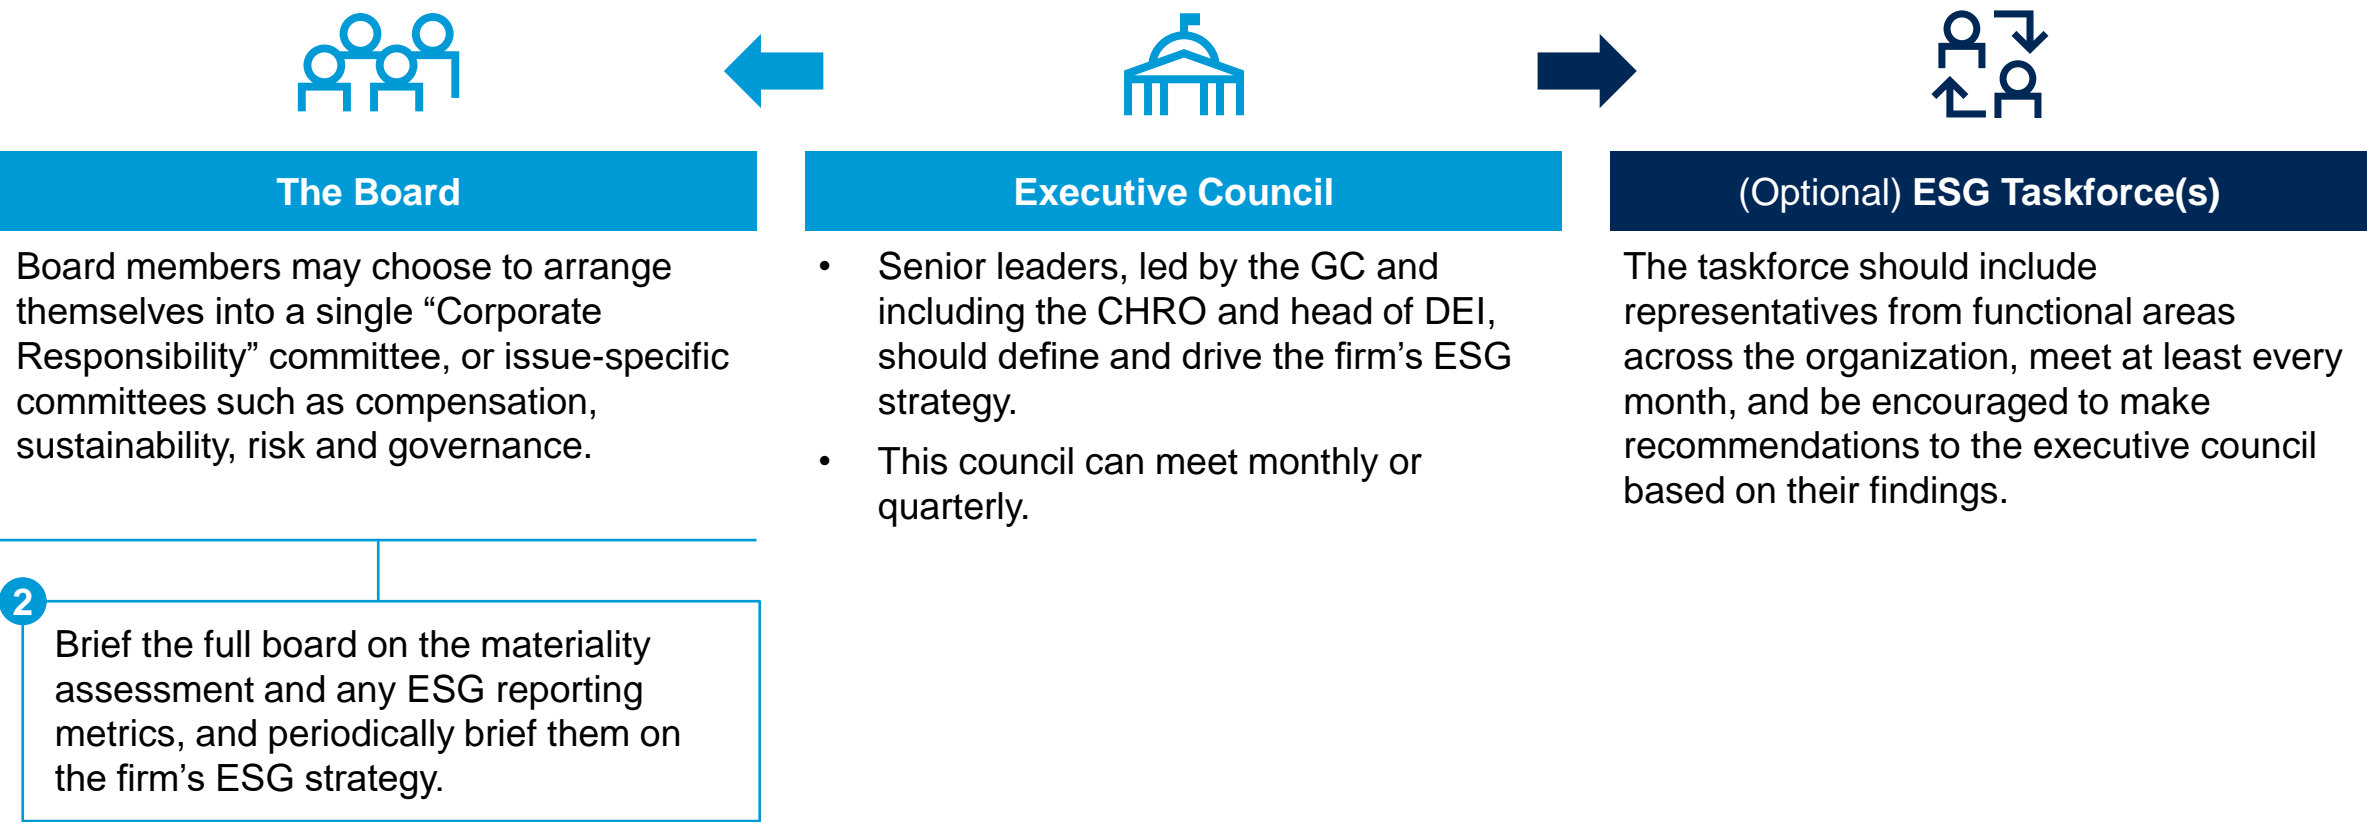 The Board
Board members may choose to arrange
themselves into a single “Corporate
Responsibility” committee, or issue-specific
committees such as compensation,
sustainability, risk and governance.
2
Brief the full board on the materiality
assessment and any ESG reporting
metrics, and periodically brief them on
the firm’s ESG strategy.
Executive Council
• Senior leaders, led by the GC and
including the CHRO and head of DEI,
should define and drive the firm’s ESG
strategy.
• This council can meet monthly or
quarterly.
(Optional) ESG Taskforce(s)
The taskforce should include
representatives from functional areas
across the organization, meet at least every
month, and be encouraged to make
recommendations to the executive council
based on their findings.